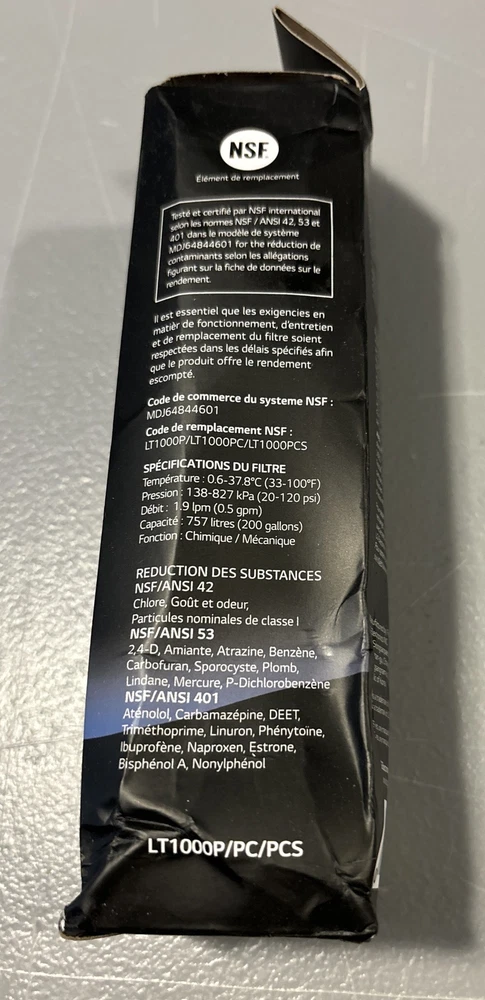 NSF.
Élément de remplacement
Testé et certifié par NSF international
selon les normes NSF / ANSI 42, 53 et
401 dans le modèle de système
MDJ64844601 for the réduction de
contaminants selon les allégations
figurant sur la fiche de données sur le
rendement.
Il est essentiel que les exigencies en
matièr de fonctionnement, d'entretien
et de remplacement du filtre soient
respectées dans les délais spécifiés afin
que le produit offre le rendement
escompté.
Code de commerce du systeme NSF :
MDJ64844601
Code de remplacement NSF :
LT1000P/LT1000PC/LT1000PCS
SPÉCIFICATIONS DU FILTRE
Température : 0.6-37.8°C (33-100°F)
Pression : 138-827 kPa (20-120 psi)
Débit : 1.9 lpm (0.5 gpm)
Capacité : 757 litres (200 gallons)
Fonction : Chimique / Mécanique
REDUCTION DES SUBSTANCES
NSF/ANSI 42
Chlore, Goût et odeur,
Particules nominales de classe I
NSF/ANSI 53
2,4-D, Amiante, Atrazine, Benzène,
Carbofuran, Sporocyste, Plomb,
Lindane, Mercure, P-Dichlorobenzène
NSF/ANSI 401
Aténolol, Carbamazépine, DEET,
Triméthoprime, Linuron, Phénytoïne,
Ibuprofène, Naproxen, Estrone,
Bisphénol A, Nonylphénol
LT1000P/PC/PCS